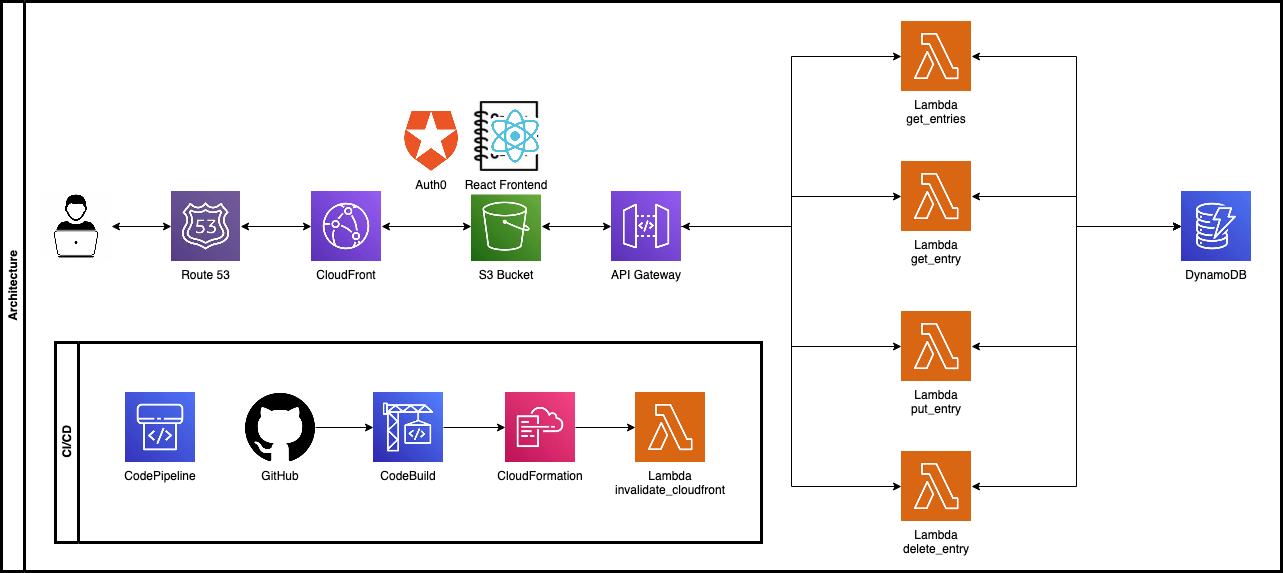 Architecture
Auth0
React Frontend
53
Route 53
CloudFront
S3 Bucket
API Gateway
Lambda
get_entries
Lambda
get_entry
Lambda
put_entry
Lambda
delete_entry
DynamoDB
CI/CD
CodePipeline
GitHub
CodeBuild
CloudFormation
Lambda
invalidate_cloudfront